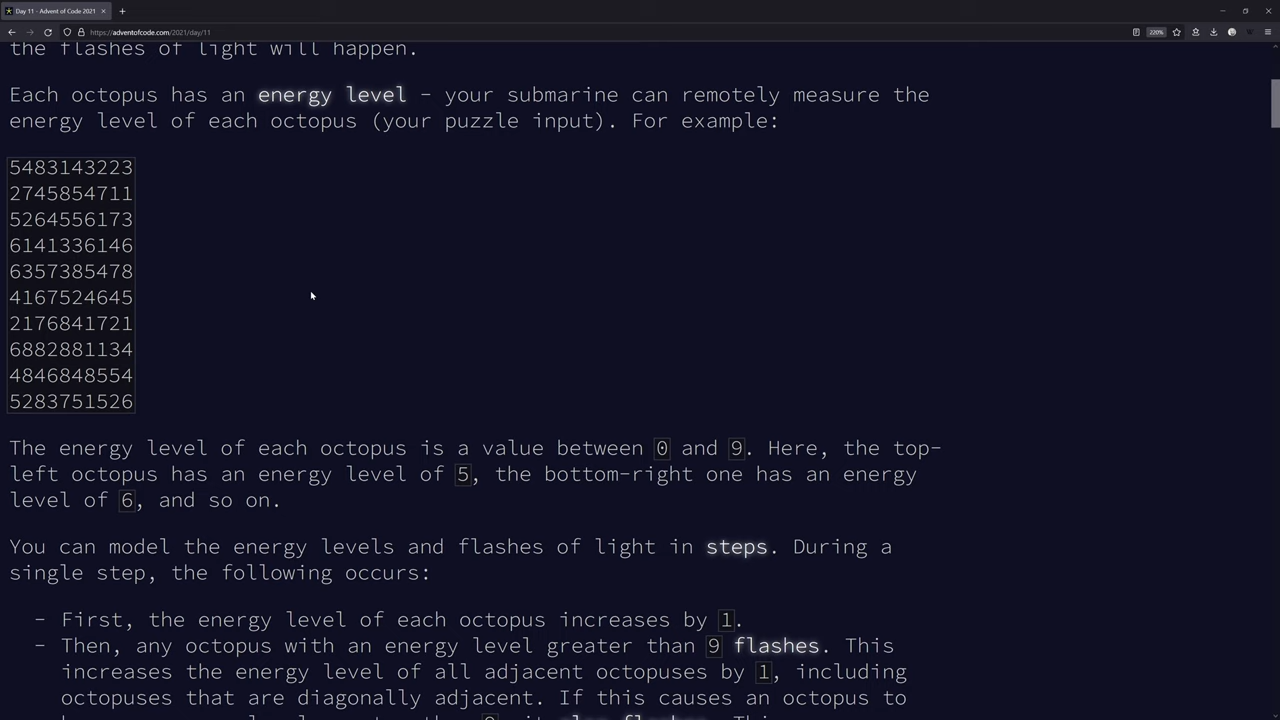 Day 11 - Advent of Code 2021
https://adventofcode.com/2021/day/11
220%
the flashes of light will happen.
Each octopus has an energy level - your submarine can remotely measure the
energy level of each octopus (your puzzle input). For example:
5483143223
2745854711
5264556173
6141336146
6357385478
4167524645
2176841721
6882881134
4846848554
5283751526
The energy level of each octopus is a value between 0 and 9. Here, the top-
left octopus has an energy level of 5, the bottom-right one has an energy
level of 6, and so on.
You can model the energy levels and flashes of light in steps. During a
single step, the following occurs:
- First, the energy level of each octopus increases by 1.
- Then, any octopus with an energy level greater than 9 flashes. This
increases the energy level of all adjacent octopuses by 1, including
octopuses that are diagonally adjacent. If this causes an octopus to